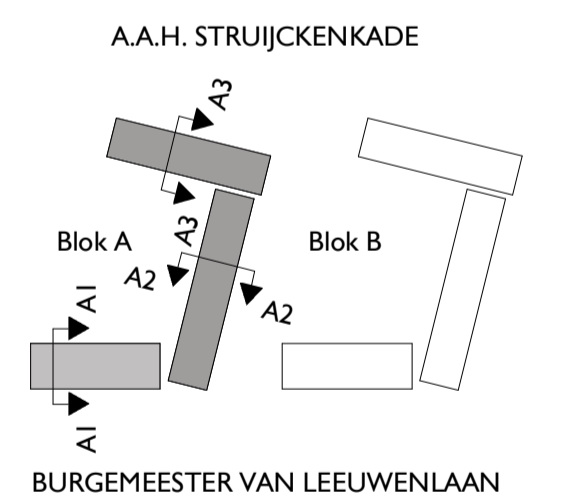 A.A.H. STRUIJCKENKADE
A3
A3
Blok A
Blok B
A2
A2
A1
A1
BURGEMEESTER VAN LEEUWENLAAN